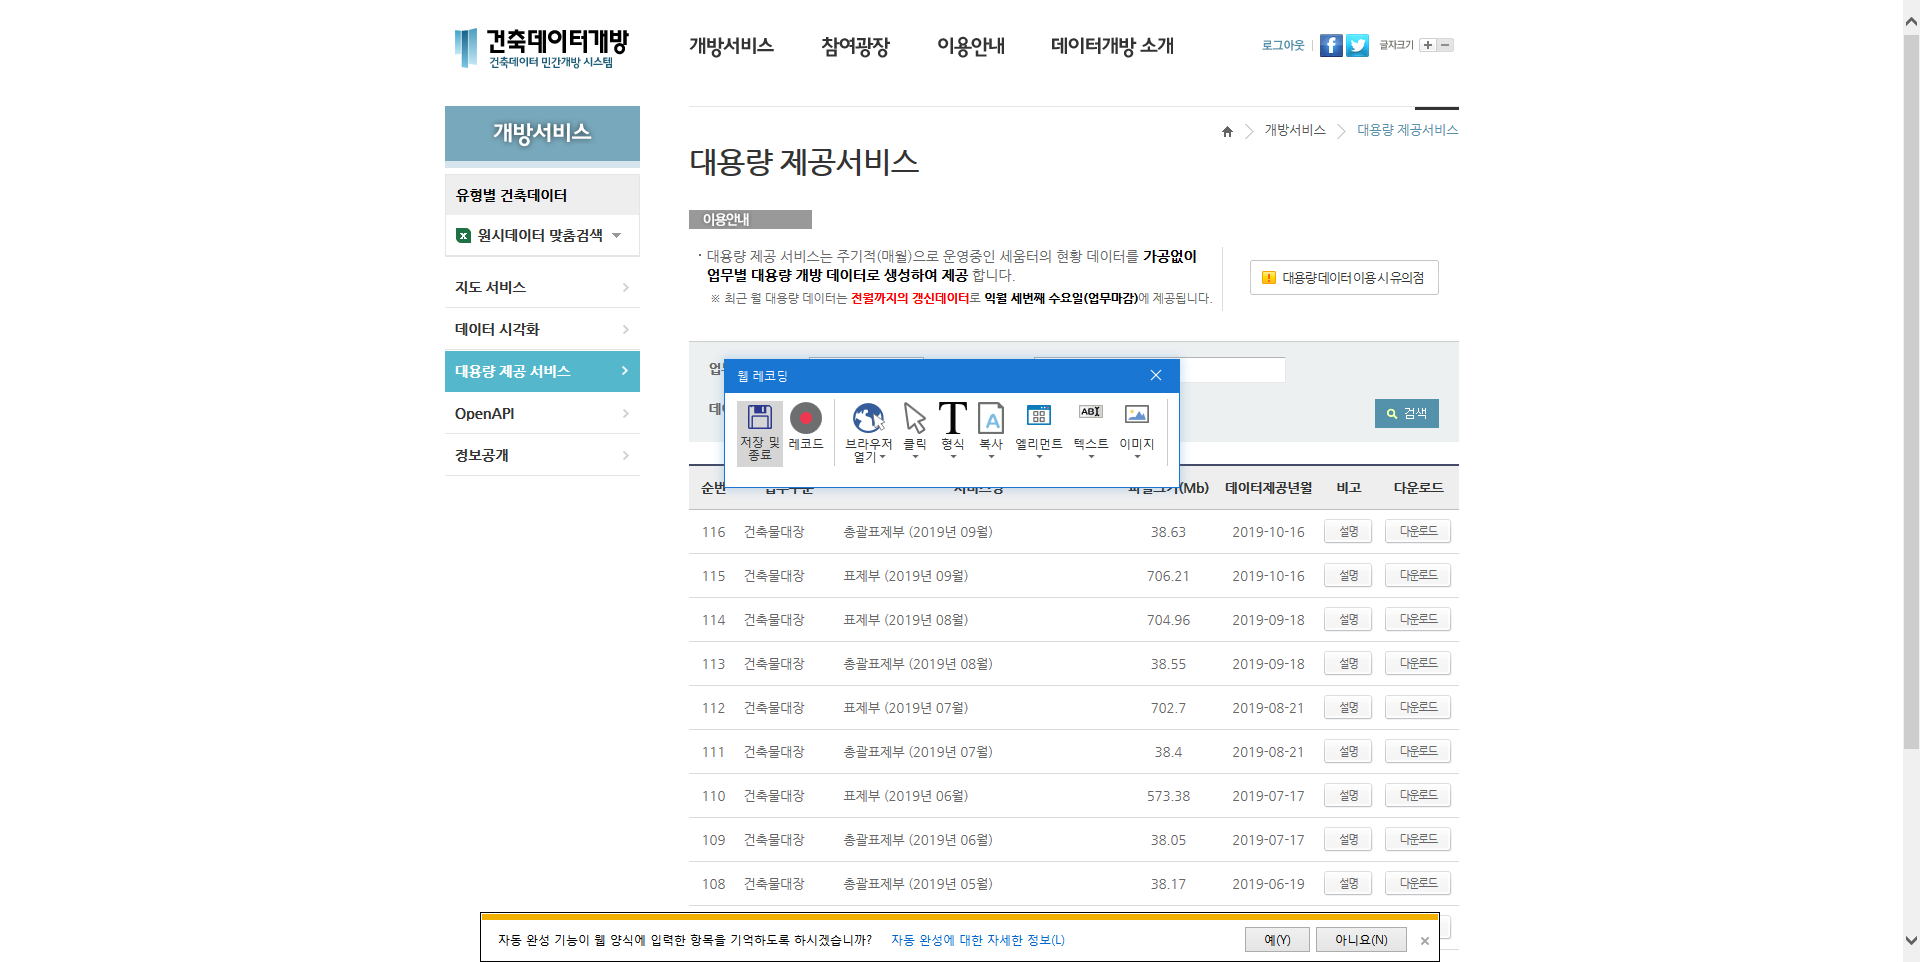 건축데이터개방
건축데이터 민간개방 시스템
개방서비스 참여광장 이용안내 데이터개방 소개
로그아웃 글자크기
개방서비스
유형별 건축데이터
원시데이터 맞춤검색
지도 서비스
데이터 시각화
대용량 제공 서비스
OpenAPI
정보공개
개방서비스 대용량 제공서비스
대용량 제공서비스
이용안내
· 대용량 제공 서비스는 주기적(매월)으로 운영중인 세움터의 현황 데이터를 가공없이
업무별 대용량 개방 데이터로 생성하여 제공 합니다.
※ 최근 월 대용량 데이터는 전월까지의 갱신데이터로 익월 세번째 수요일(업무마감)에 제공됩니다.
대용량 데이터 이용 시 유의점
검색
웹 레코딩
저장 및 종료
레코드
브라우저 열기
클릭
형식
복사
엘리먼트
텍스트
이미지
순번 업무구분 서비스명 파일크기(Mb) 데이터제공년월 비고 다운로드
116 건축물대장 총괄표제부 (2019년 09월) 38.63 2019-10-16 설명 다운로드
115 건축물대장 표제부 (2019년 09월) 706.21 2019-10-16 설명 다운로드
114 건축물대장 표제부 (2019년 08월) 704.96 2019-09-18 설명 다운로드
113 건축물대장 총괄표제부 (2019년 08월) 38.55 2019-09-18 설명 다운로드
112 건축물대장 표제부 (2019년 07월) 702.7 2019-08-21 설명 다운로드
111 건축물대장 총괄표제부 (2019년 07월) 38.4 2019-08-21 설명 다운로드
110 건축물대장 표제부 (2019년 06월) 573.38 2019-07-17 설명 다운로드
109 건축물대장 총괄표제부 (2019년 06월) 38.05 2019-07-17 설명 다운로드
108 건축물대장 총괄표제부 (2019년 05월) 38.17 2019-06-19 설명 다운로드
자동 완성 기능이 웹 양식에 입력한 항목을 기억하도록 하시겠습니까? 자동 완성에 대한 자세한 정보(L) 예(Y) 아니요(N)